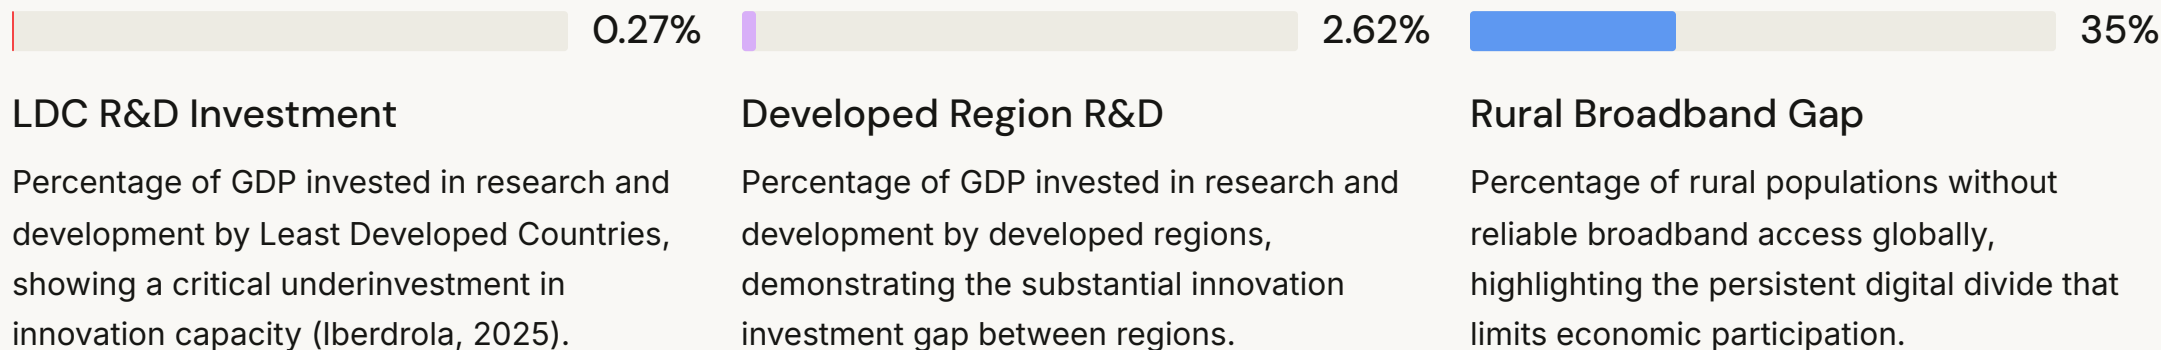 0.27%
LDC R&D Investment
Percentage of GDP invested in research and
development by Least Developed Countries,
showing a critical underinvestment in
innovation capacity (Iberdrola, 2025).
2.62%
Developed Region R&D
Percentage of GDP invested in research and
development by developed regions,
demonstrating the substantial innovation
investment gap between regions.
35%
Rural Broadband Gap
Percentage of rural populations without
reliable broadband access globally,
highlighting the persistent digital divide that
limits economic participation.